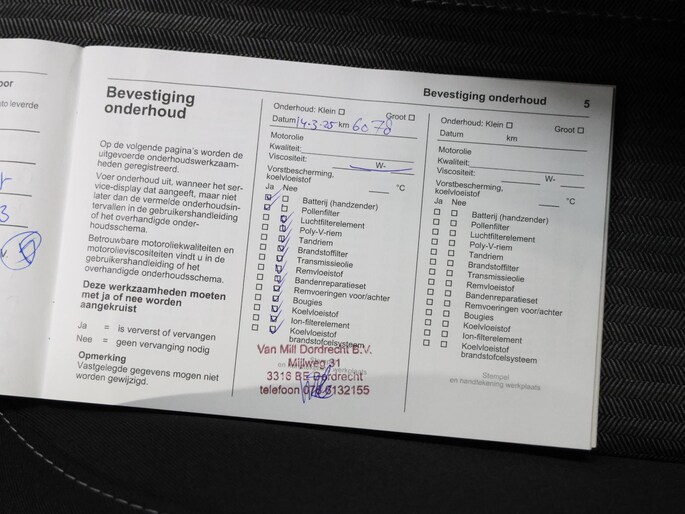 oor
to leverde
3
Bevestiging
onderhoud
Op de volgende pagina's worden de
uitgevoerde onderhoudswerkzaam-
heden geregistreerd.
Voer onderhoud uit, wanneer het ser-
vice-display dat aangeeft, maar niet
later dan de vermelde onderhoudsin-
tervallen in de gebruikershandleiding
of het overhandigde onder-
houdsschema.
Betrouwbare motoroliekwaliteiten en
motorolieviscositeiten vindt u in de
gebruikershandleiding of het
overhandigde onderhoudsschema.
Deze werkzaamheden moeten
met ja of nee worden
aangekruist
Ja = is ververst of vervangen
Nee = geen vervanging nodig
Opmerking
Vastgelegde gegevens mogen niet
worden gewijzigd.
Onderhoud: Klein ☐ Groot ☐
Datum 14-3-25 km 6078
Motorolie
Kwaliteit:
Viscositeit: W-
Vorstbescherming,
koelvloeistof °C
Ja Nee
Batterij (handzender)
Pollenfilter
Luchtfilterelement
Poly-V-riem
Tandriem
Brandstoffilter
Transmissieolie
Remvloeistof
Bandenreparatieset
Remvoeringen voor/achter
Bougies
Koelvloeistof
Ion-filterelement
Koelvloeistof
brandstofcelsysteem
Van Mill Dordrecht B.V.
Mijlweg 31
3316 BE Dordrecht
telefoon 078 6132155
Bevestiging onderhoud 5
Onderhoud: Klein ☐ Groot ☐
Datum km
Motorolie
Kwaliteit:
Viscositeit: W-
Vorstbescherming,
koelvloeistof °C
Ja Nee
Batterij (handzender)
Pollenfilter
Luchtfilterelement
Poly-V-riem
Tandriem
Brandstoffilter
Transmissieolie
Remvloeistof
Bandenreparatieset
Remvoeringen voor/achter
Bougies
Koelvloeistof
Ion-filterelement
Koelvloeistof
brandstofcelsysteem
Stempel
en handtekening werkplaats